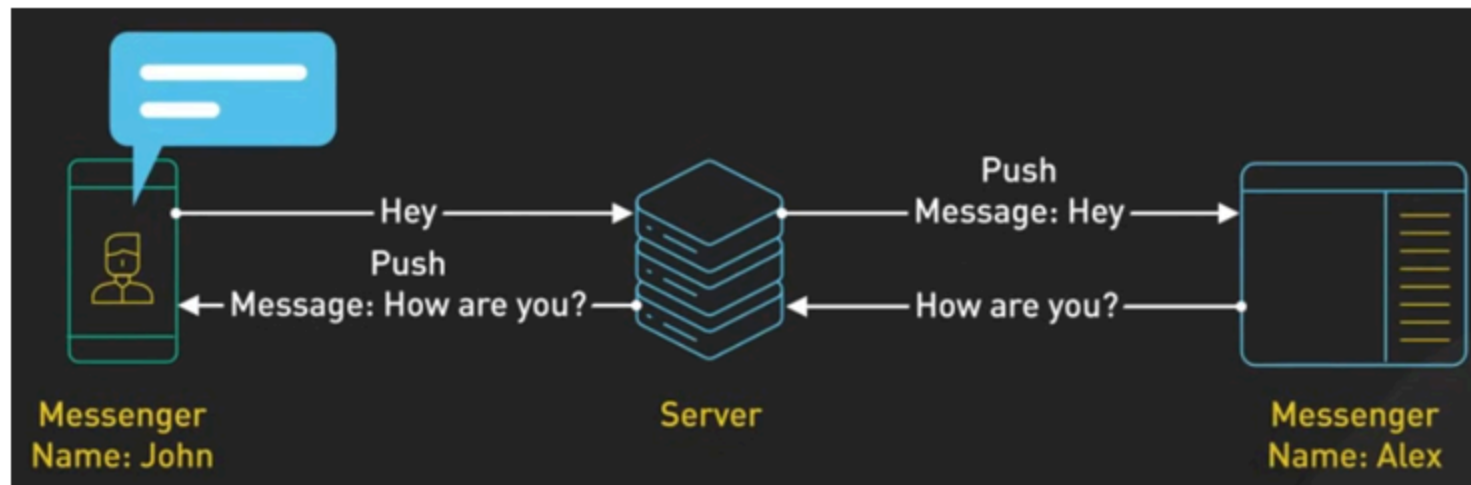 Push
Hey
Message: Hey
Push
Message: How are you?
How are you?
Messenger
Name: John
Server
Messenger
Name: Alex